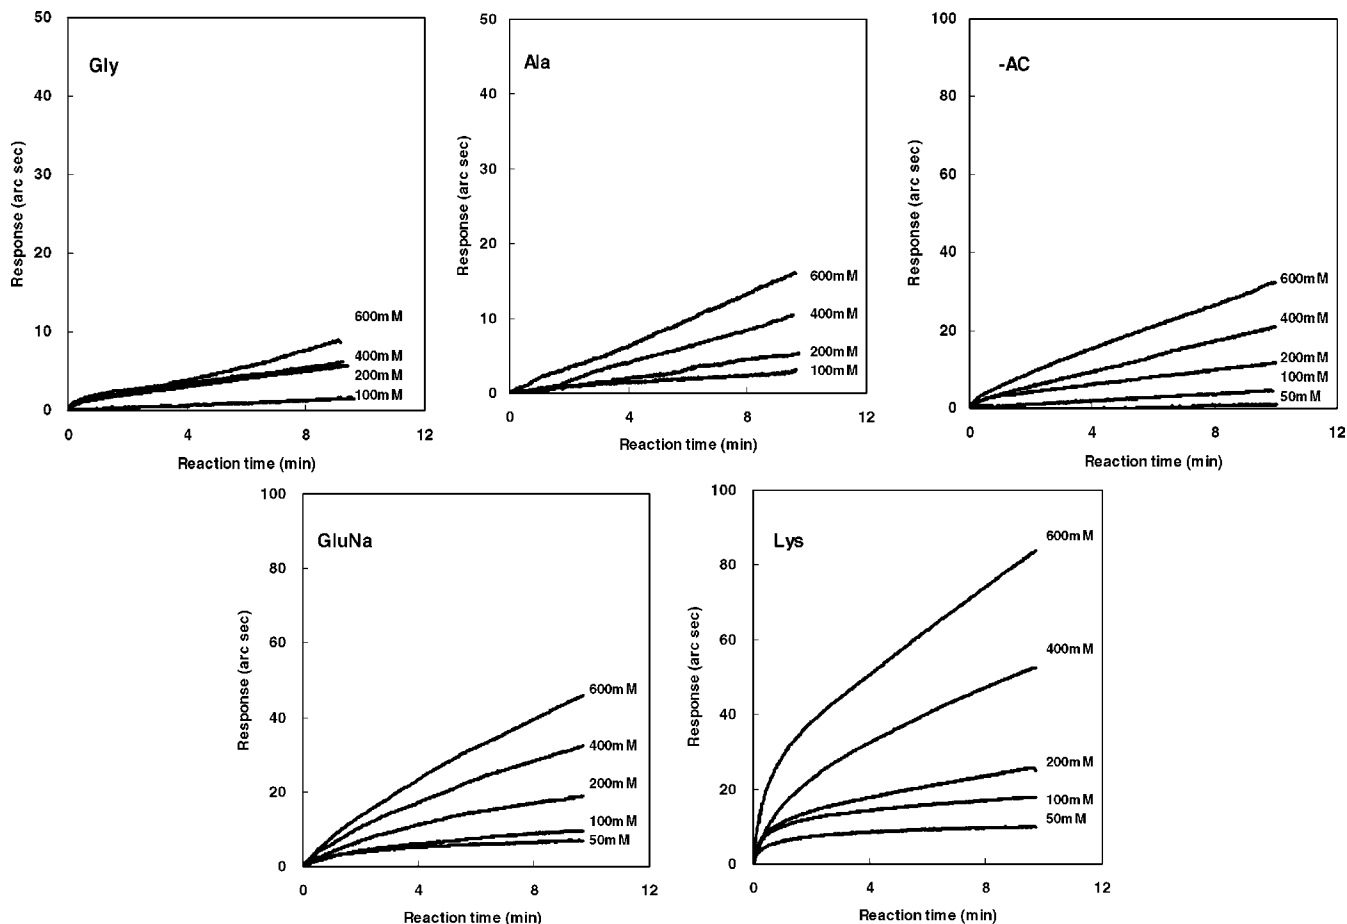 Gly
50
40
30
20
10
0
Response (arc sec)
600mM
400mM
200mM
100mM
0 4 8 12
Reaction time (min)
Ala
50
40
30
20
10
0
Response (arc sec)
600mM
400mM
200mM
100mM
0 4 8 12
Reaction time (min)
-AC
100
80
60
40
20
0
Response (arc sec)
600mM
400mM
200mM
100mM
50mM
0 4 8 12
Reaction time (min)
GluNa
100
80
60
40
20
0
Response (arc sec)
600mM
400mM
200mM
100mM
50mM
0 4 8 12
Reaction time (min)
Lys
100
80
60
40
20
0
Response (arc sec)
600mM
400mM
200mM
100mM
50mM
0 4 8 12
Reaction time (min)